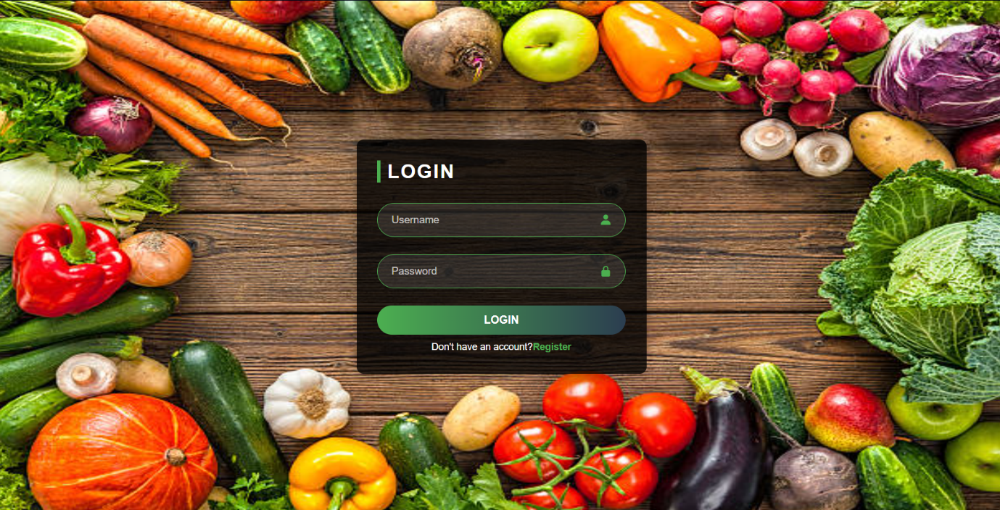 LOGIN
Username
Password
LOGIN
Don't have an account?Register